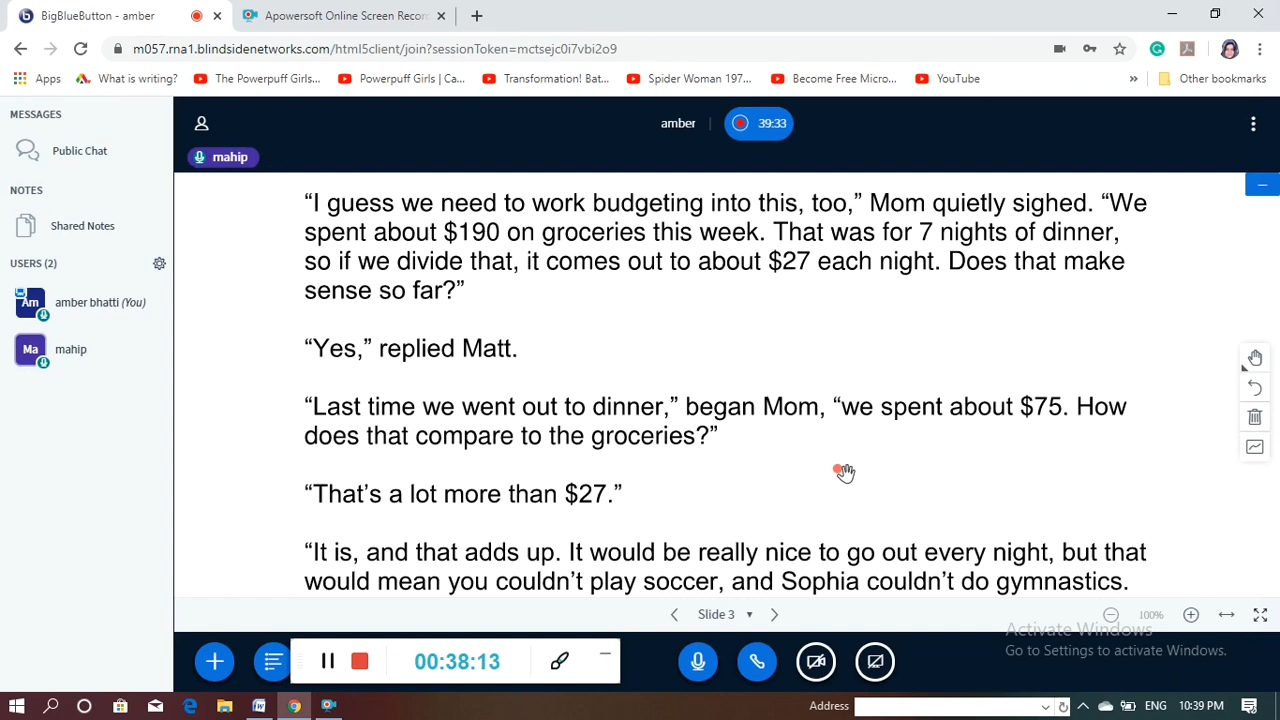 BigBlueButton - amber
Apowersoft Online Screen Recor
m057.rna1.blindsidenetworks.com/html5client/join?sessionToken=mctsejc0i7vbi2o9
Apps
What is writing?
The Powerpuff Girls...
Powerpuff Girls | Ca...
Transformation! Bat...
Spider Woman 197...
Become Free Micro...
YouTube
»
Other bookmarks
MESSAGES
Public Chat
NOTES
Shared Notes
USERS (2)
Am amber bhatti (You)
Ma mahip
amber | 39:33
mahip
“I guess we need to work budgeting into this, too,” Mom quietly sighed. “We
spent about $190 on groceries this week. That was for 7 nights of dinner,
so if we divide that, it comes out to about $27 each night. Does that make
sense so far?”
“Yes,” replied Matt.
“Last time we went out to dinner,” began Mom, “we spent about $75. How
does that compare to the groceries?”
“That’s a lot more than $27.”
“It is, and that adds up. It would be really nice to go out every night, but that
would mean you couldn’t play soccer, and Sophia couldn’t do gymnastics.
Slide 3
100%
Activate Windows
Go to Settings to activate Windows.
00:38:13
Address
ENG
10:39 PM